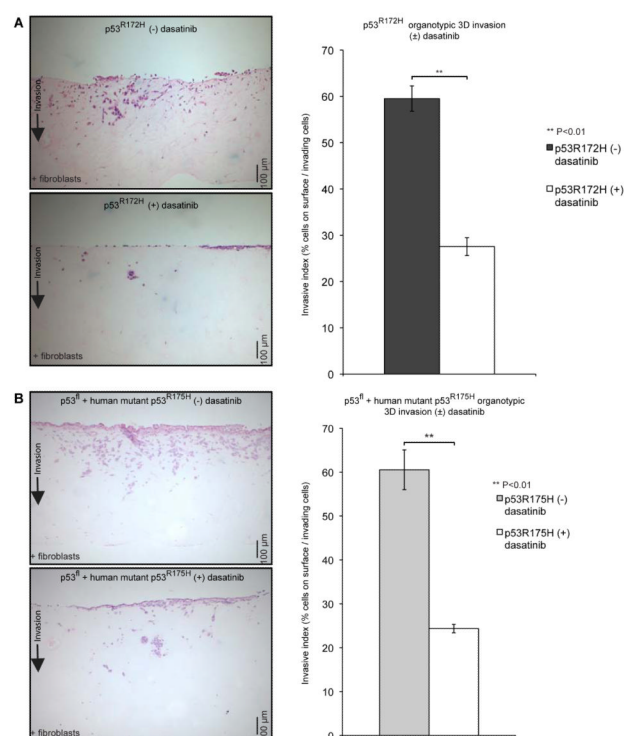 A
p53R172H (-) dasatinib
Invasion
+ fibroblasts
100 µm
p53R172H (+) dasatinib
Invasion
+ fibroblasts
100 µm
p53R172H organotypic 3D invasion
(±) dasatinib
Invasive index (% cells on surface / invading cells)
70
60
50
40
30
20
10
0
**
** P<0.01
p53R172H (-)
dasatinib
p53R172H (+)
dasatinib
B
p53fl + human mutant p53R175H (-) dasatinib
Invasion
+ fibroblasts
100 µm
p53fl + human mutant p53R175H (+) dasatinib
Invasion
+ fibroblasts
100 µm
p53fl + human mutant p53R175H organotypic
3D invasion (±) dasatinib
Invasive index (% cells on surface / invading cells)
70
60
50
40
30
20
10
0
**
** P<0.01
p53R175H (-)
dasatinib
p53R175H (+)
dasatinib